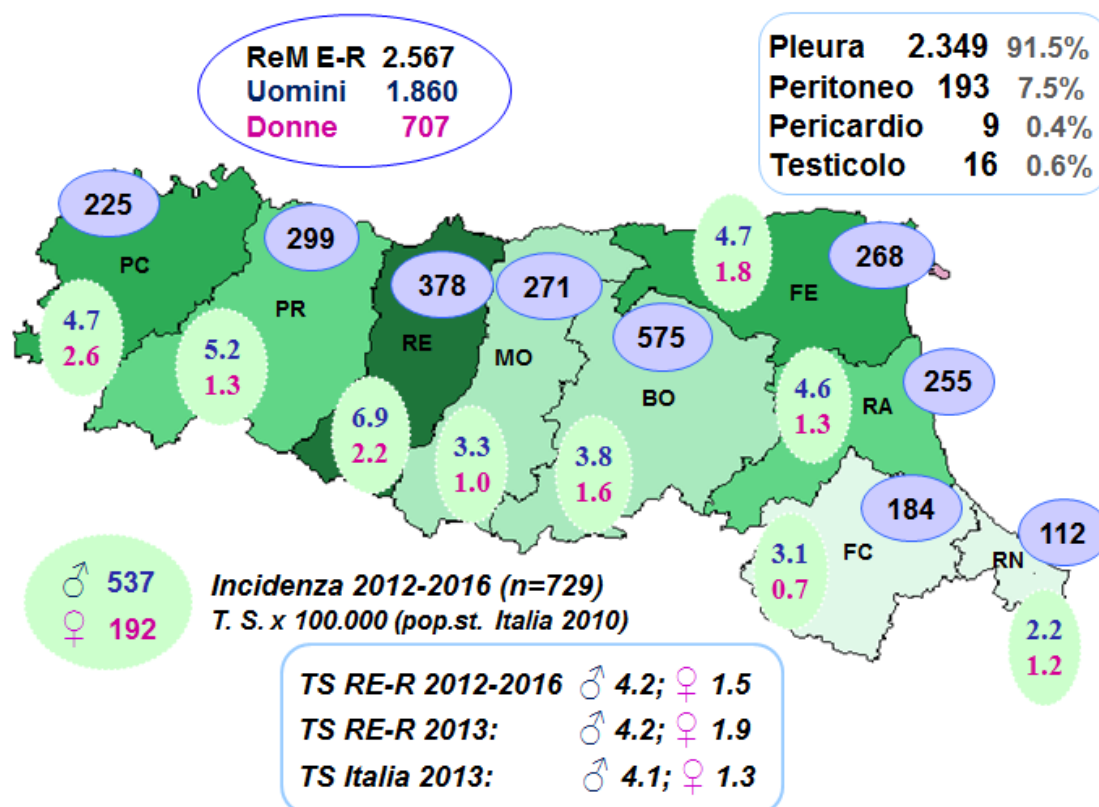 ReM E-R 2.567
Uomini 1.860
Donne 707
Pleura 2.349 91.5%
Peritoneo 193 7.5%
Pericardio 9 0.4%
Testicolo 16 0.6%
225
PC
4.7
2.6
299
PR
5.2
1.3
378
RE
6.9
2.2
271
MO
3.3
1.0
575
BO
3.8
1.6
4.7
1.8
268
FE
255
4.6
1.3
RA
184
FC
3.1
0.7
112
RN
2.2
1.2
♂ 537
♀ 192
Incidenza 2012-2016 (n=729)
T. S. x 100.000 (pop.st. Italia 2010)
TS RE-R 2012-2016 ♂ 4.2; ♀ 1.5
TS RE-R 2013: ♂ 4.2; ♀ 1.9
TS Italia 2013: ♂ 4.1; ♀ 1.3